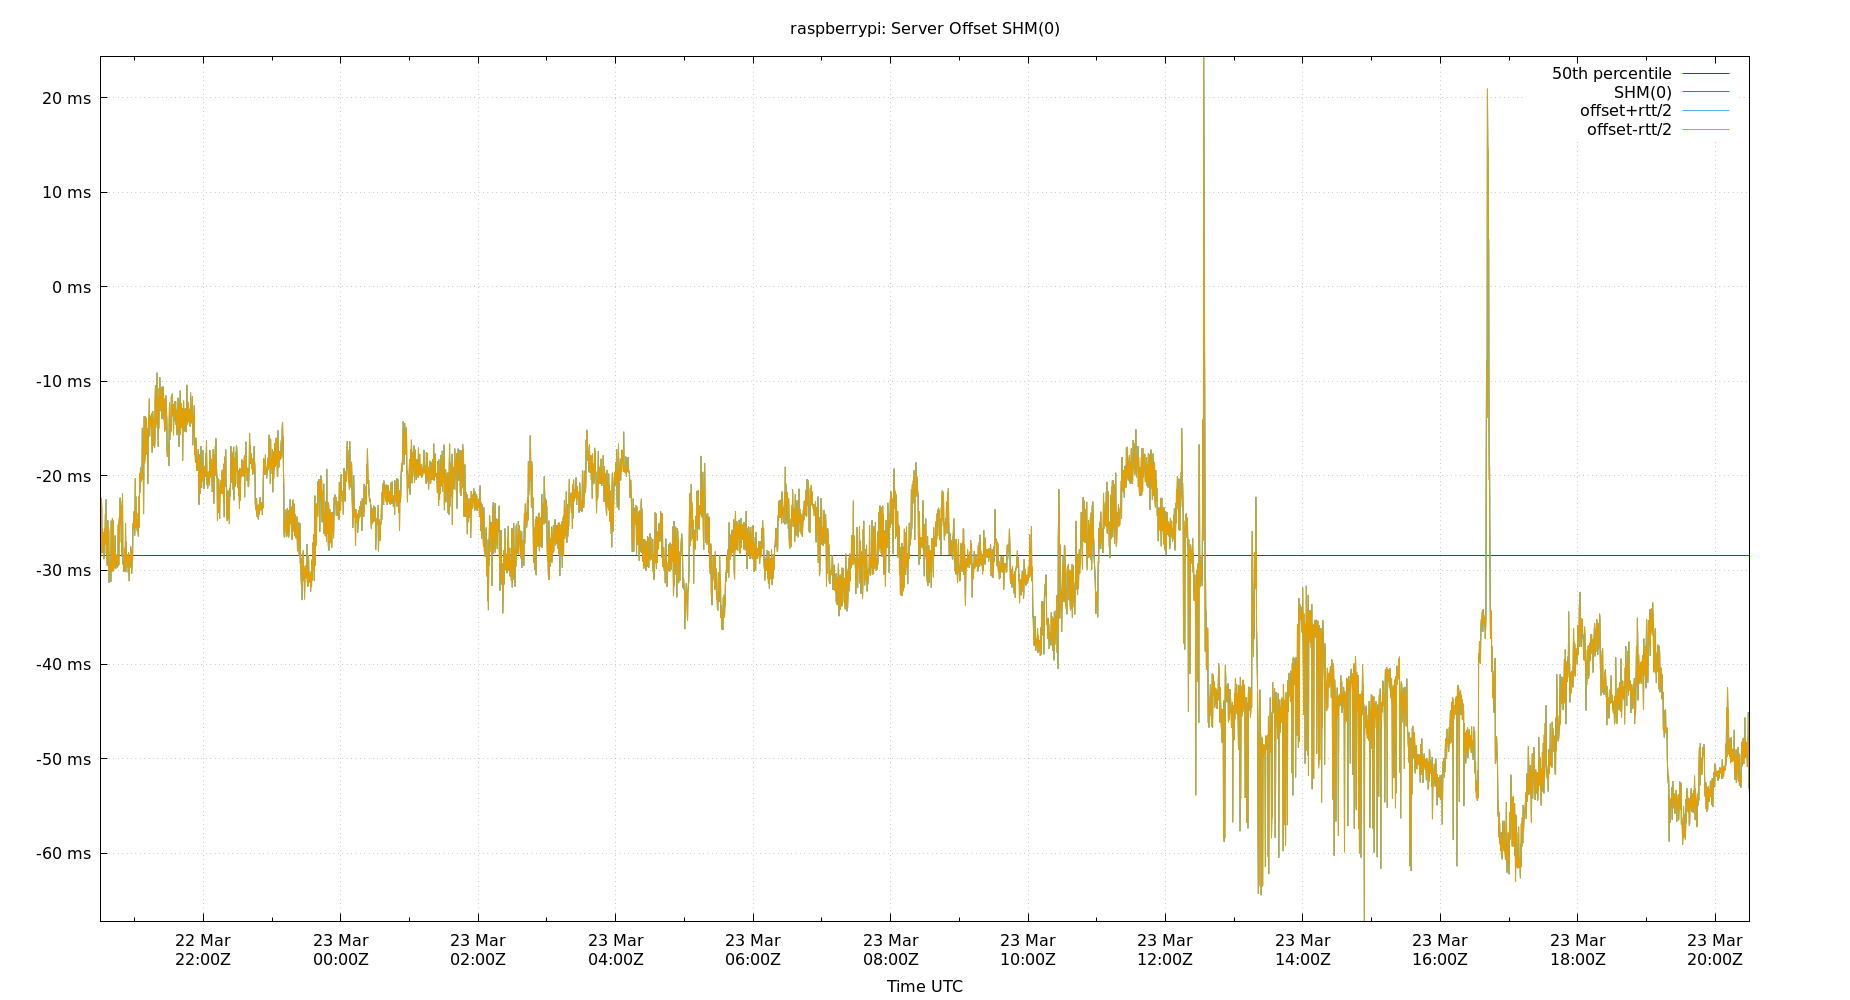 raspberrypi: Server Offset SHM(0)
50th percentile
SHM(0)
offset+rtt/2
offset-rtt/2
20 ms
10 ms
0 ms
-10 ms
-20 ms
-30 ms
-40 ms
-50 ms
-60 ms
22 Mar 23 Mar 23 Mar 23 Mar 23 Mar 23 Mar 23 Mar 23 Mar 23 Mar 23 Mar 23 Mar 23 Mar
22:00Z 00:00Z 02:00Z 04:00Z 06:00Z 08:00Z 10:00Z 12:00Z 14:00Z 16:00Z 18:00Z 20:00Z
Time UTC